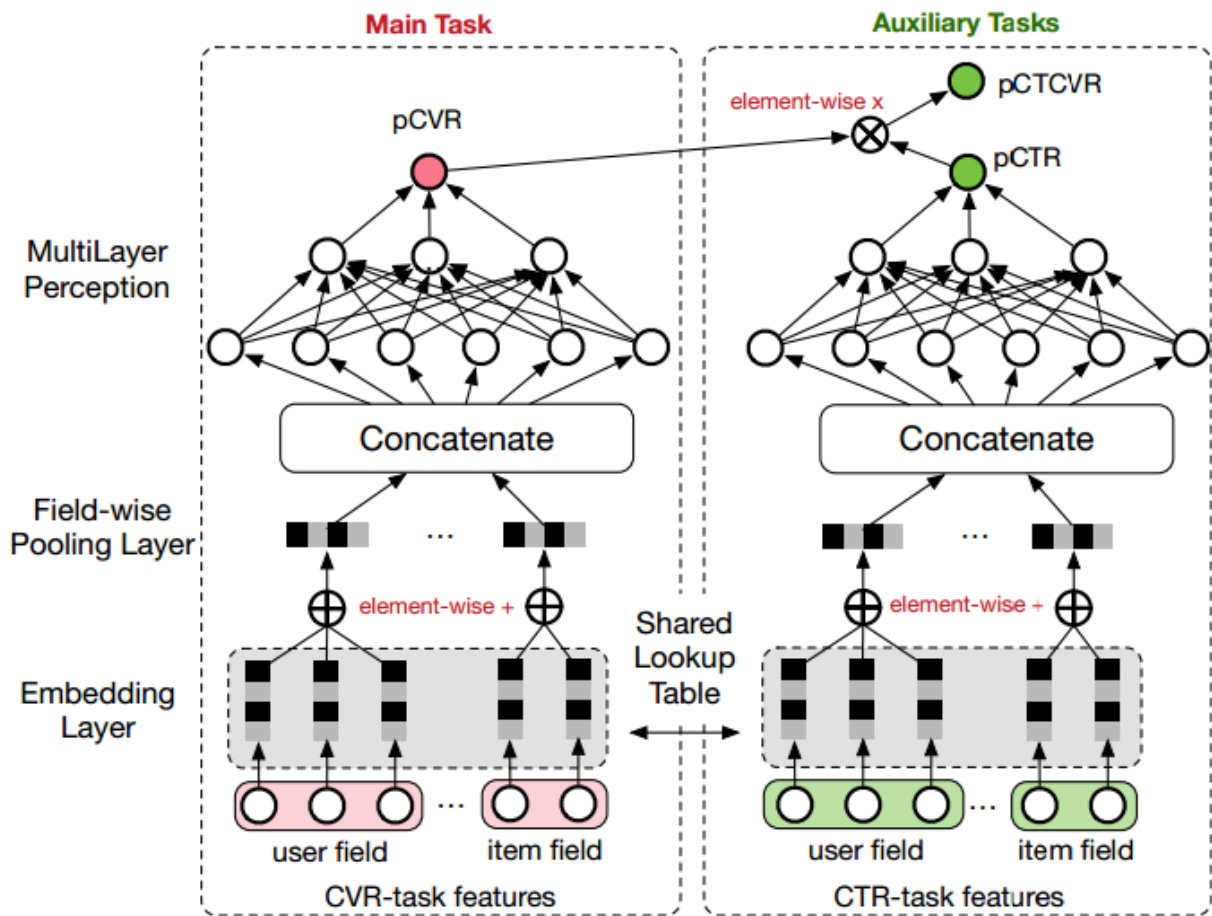 Main Task
Auxiliary Tasks
pCTCVR
element-wise x
pCVR
pCTR
MultiLayer
Perception
Concatenate
Concatenate
Field-wise
Pooling Layer
...
...
element-wise +
element-wise +
Shared
Lookup
Table
Embedding
Layer
...
...
user field
item field
user field
item field
CVR-task features
CTR-task features